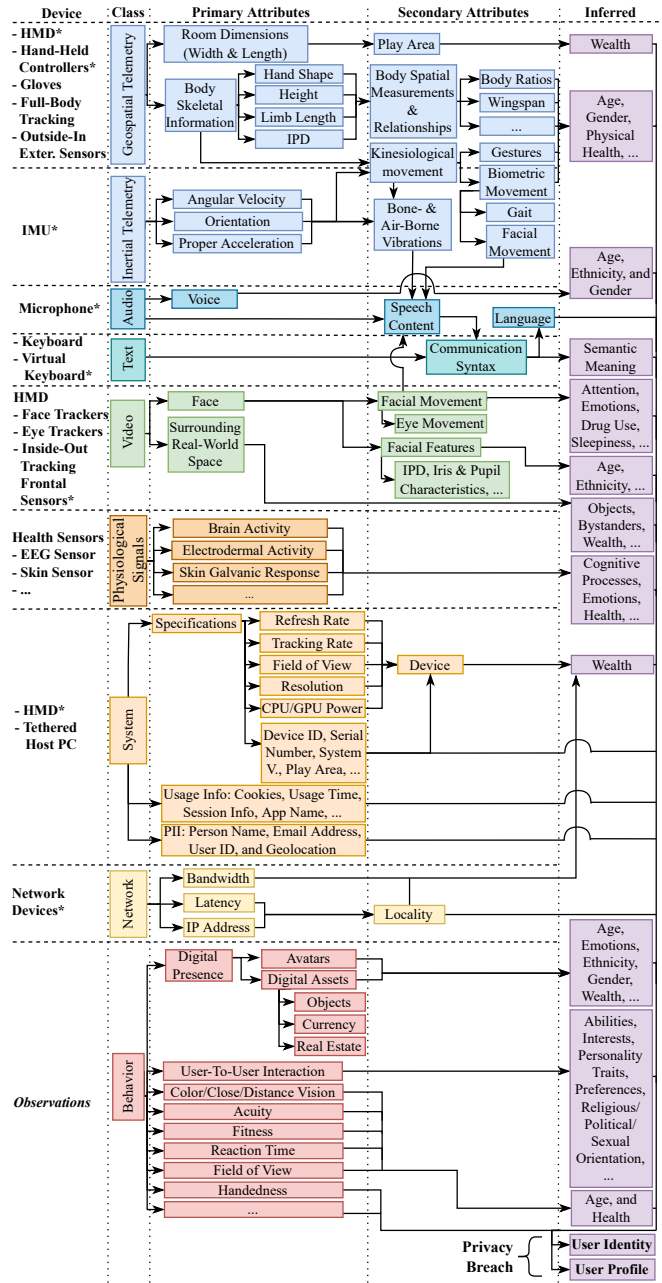 Device
Class
Primary Attributes
Secondary Attributes
Inferred
- HMD*
- Hand-Held
Controllers*
- Gloves
- Full-Body
Tracking
- Outside-In
Exter. Sensors
Geospatial Telemetry
Room Dimensions
(Width & Length)
Body
Skeletal
Information
Hand Shape
Height
Limb Length
IPD
Play Area
Body Spatial
Measurements
&
Relationships
Body Ratios
Wingspan
...
Kinesiological
movement
Gestures
Biometric
Movement
Gait
Facial
Movement
Wealth
Age,
Gender,
Physical
Health, ...
IMU*
Inertial Telemetry
Angular Velocity
Orientation
Proper Acceleration
Bone- &
Air-Borne
Vibrations
Age,
Ethnicity, and
Gender
Microphone*
Audio
Voice
Speech
Content
Language
- Keyboard
- Virtual
Keyboard*
Text
Communication
Syntax
Semantic
Meaning
HMD
- Face Trackers
- Eye Trackers
- Inside-Out
Tracking
Frontal
Sensors*
Video
Face
Surrounding
Real-World
Space
Facial Movement
Eye Movement
Facial Features
IPD, Iris & Pupil
Characteristics, ...
Attention,
Emotions,
Drug Use,
Sleepiness, ...
Age,
Ethnicity, ...
Objects,
Bystanders,
Wealth, ...
Health Sensors
- EEG Sensor
- Skin Sensor
- ...
Physiological
Signals
Brain Activity
Electrodermal Activity
Skin Galvanic Response
...
Cognitive
Processes,
Emotions,
Health, ...
- HMD*
- Tethered
Host PC
System
Specifications
Refresh Rate
Tracking Rate
Field of View
Resolution
CPU/GPU Power
Device ID, Serial
Number, System
V., Play Area, ...
Device
Wealth
Usage Info: Cookies, Usage Time,
Session Info, App Name, ...
PII: Person Name, Email Address,
User ID, and Geolocation
Network
Devices*
Network
Bandwidth
Latency
IP Address
Locality
Observations
Behavior
Digital
Presence
Avatars
Digital Assets
Objects
Currency
Real Estate
User-To-User Interaction
Color/Close/Distance Vision
Acuity
Fitness
Reaction Time
Field of View
Handedness
...
Age,
Emotions,
Ethnicity,
Gender,
Wealth, ...
Abilities,
Interests,
Personality
Traits,
Preferences,
Religious/
Political/
Sexual
Orientation,
...
Age, and
Health
Privacy
Breach
User Identity
User Profile